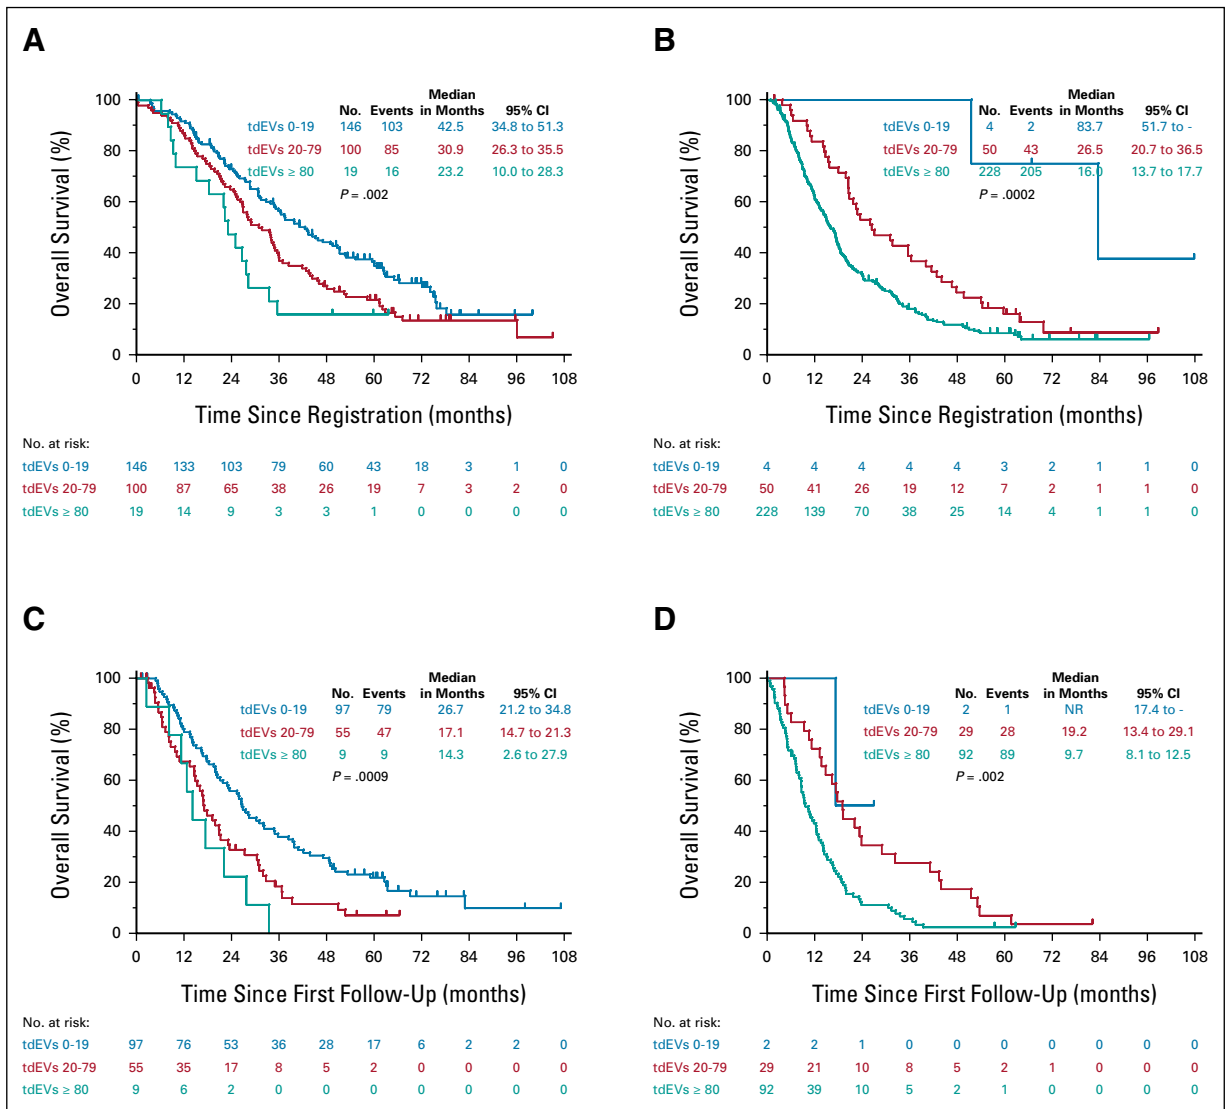 A
Median
No. Events in Months 95% CI
tdEVs 0-19 146 103 42.5 34.8 to 51.3
tdEVs 20-79 100 85 30.9 26.3 to 35.5
tdEVs ≥ 80 19 16 23.2 10.0 to 28.3
P = .002
Overall Survival (%)
100
80
60
40
20
0
0 12 24 36 48 60 72 84 96 108
Time Since Registration (months)
No. at risk:
tdEVs 0-19 146 133 103 79 60 43 18 3 1 0
tdEVs 20-79 100 87 65 38 26 19 7 3 2 0
tdEVs ≥ 80 19 14 9 3 3 1 0 0 0 0
B
Median
No. Events in Months 95% CI
tdEVs 0-19 4 2 83.7 51.7 to -
tdEVs 20-79 50 43 26.5 20.7 to 36.5
tdEVs ≥ 80 228 205 16.0 13.7 to 17.7
P = .0002
Overall Survival (%)
100
80
60
40
20
0
0 12 24 36 48 60 72 84 96 108
Time Since Registration (months)
No. at risk:
tdEVs 0-19 4 4 4 4 4 3 2 1 1 0
tdEVs 20-79 50 41 26 19 12 7 2 1 1 0
tdEVs ≥ 80 228 139 70 38 25 14 4 1 1 0
C
Median
No. Events in Months 95% CI
tdEVs 0-19 97 79 26.7 21.2 to 34.8
tdEVs 20-79 55 47 17.1 14.7 to 21.3
tdEVs ≥ 80 9 9 14.3 2.6 to 27.9
P = .0009
Overall Survival (%)
100
80
60
40
20
0
0 12 24 36 48 60 72 84 96 108
Time Since First Follow-Up (months)
No. at risk:
tdEVs 0-19 97 76 53 36 28 17 6 2 2 0
tdEVs 20-79 55 35 17 8 5 2 0 0 0 0
tdEVs ≥ 80 9 6 2 0 0 0 0 0 0 0
D
Median
No. Events in Months 95% CI
tdEVs 0-19 2 1 NR 17.4 to -
tdEVs 20-79 29 28 19.2 13.4 to 29.1
tdEVs ≥ 80 92 89 9.7 8.1 to 12.5
P = .002
Overall Survival (%)
100
80
60
40
20
0
0 12 24 36 48 60 72 84 96 108
Time Since First Follow-Up (months)
No. at risk:
tdEVs 0-19 2 2 1 0 0 0 0 0 0 0
tdEVs 20-79 29 21 10 8 5 2 1 0 0 0
tdEVs ≥ 80 92 39 10 5 2 1 0 0 0 0